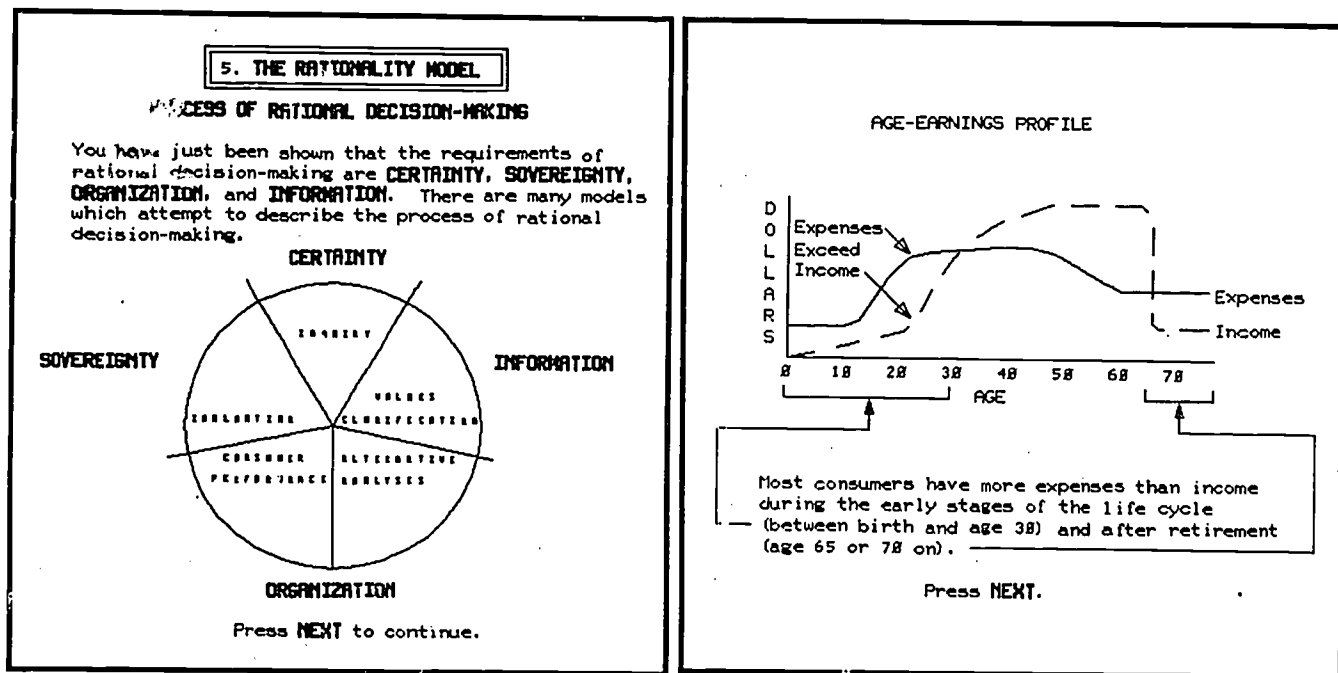 5. THE RATIONALITY MODEL
PROCESS OF RATIONAL DECISION-MAKING
You have just been shown that the requirements of
rational decision-making are CERTAINTY, SOVEREIGNTY,
ORGANIZATION, and INFORMATION. There are many models
which attempt to describe the process of rational
decision-making.
CERTAINTY
INQUIRY
SOVEREIGNTY
INFORMATION
VALUES
CLARIFICATION
EVALUATION
CONSUMER
PERFORMANCE
ALTERNATIVE
ANALYSES
ORGANIZATION
Press NEXT to continue.
AGE-EARNINGS PROFILE
DOLLARS
Expenses
Exceed
Income
Expenses
Income
0 10 20 30 40 50 60 70
AGE
Most consumers have more expenses than income
during the early stages of the life cycle
(between birth and age 30) and after retirement
(age 65 or 70 on).
Press NEXT.